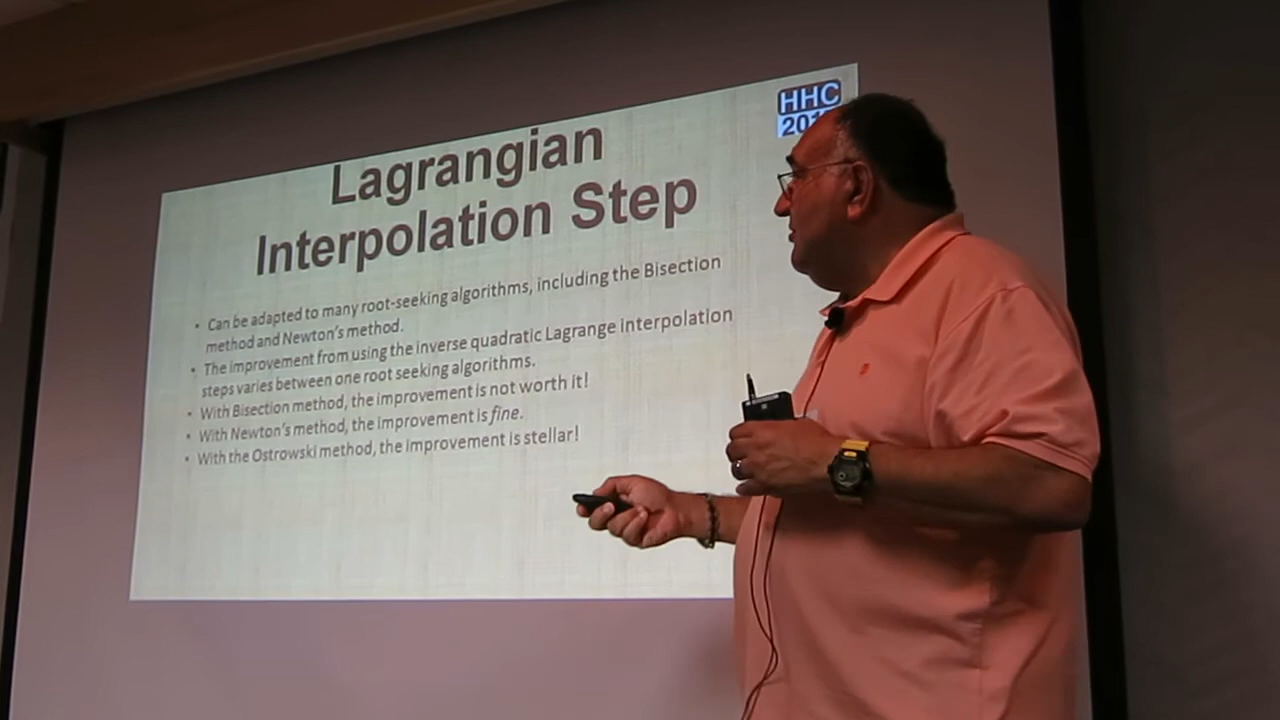 HHC
Lagrangian
Interpolation Step
• Can be adapted to many root-seeking algorithms, including the Bisection
method and Newton's method.
• The improvement from using the inverse quadratic Lagrange interpolation
steps varies between one root seeking algorithms.
• With Bisection method, the improvement is not worth it!
• With Newton's method, the improvement is fine.
• With the Ostrowski method, the improvement is stellar!